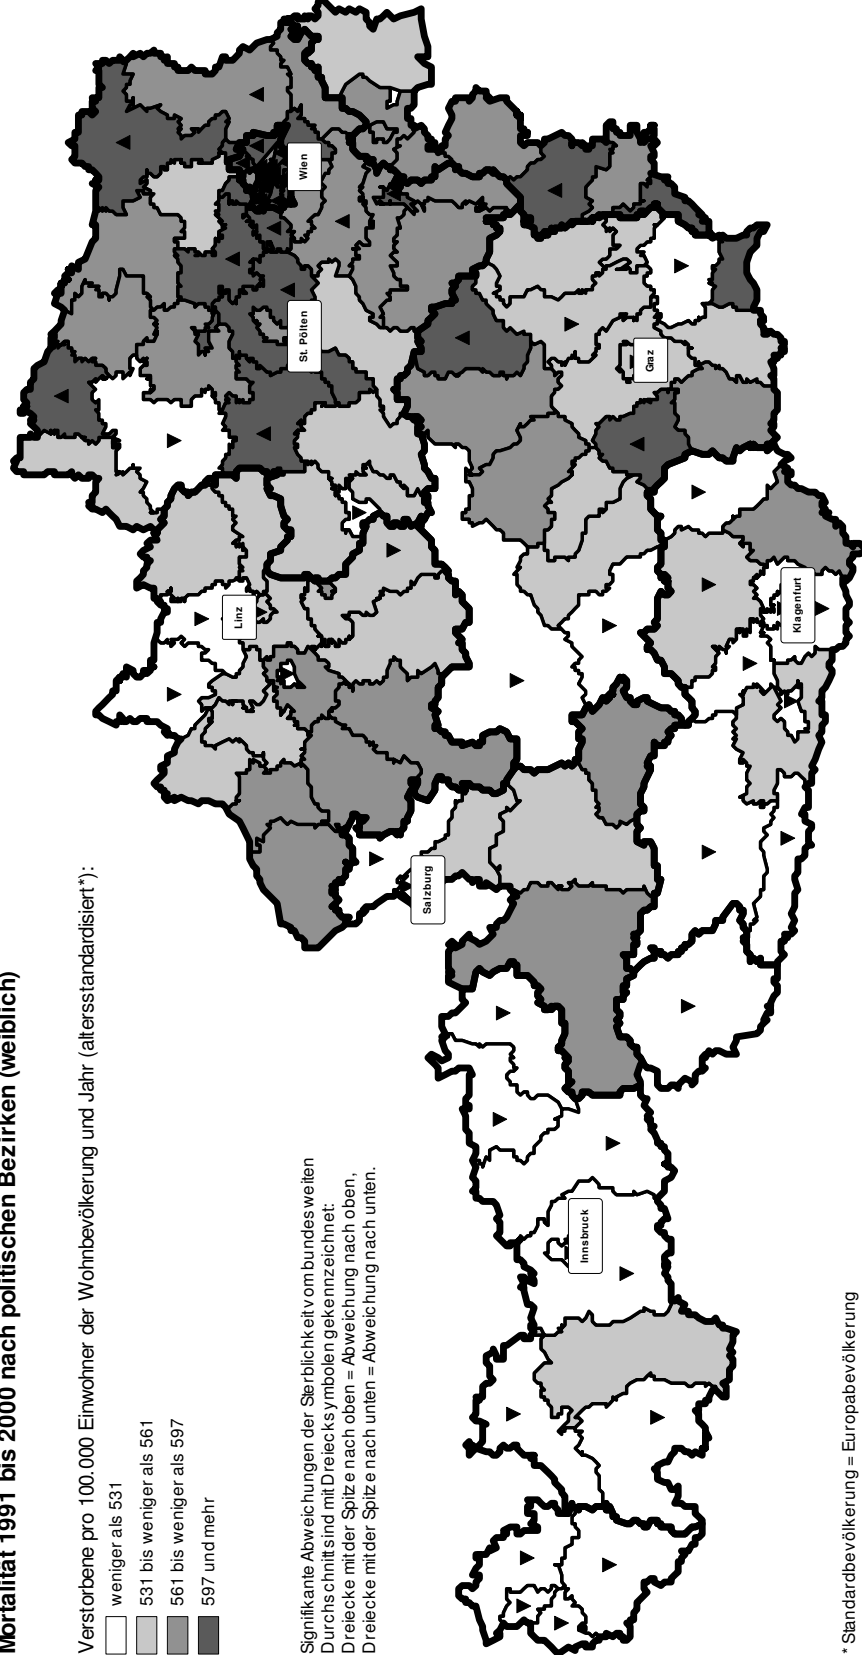 Mortalität 1991 bis 2000 nach politischen Bezirken (weiblich)
Verstorbene pro 100.000 Einwohner der Wohnbevölkerung und Jahr (altersstandardisiert*):
weniger als 531
531 bis weniger als 561
561 bis weniger als 597
597 und mehr
Signifikante Abweichungen der Sterblichkeit vom bundesweiten
Durchschnitt sind mit Dreieckssymbolen gekennzeichnet:
Dreiecke mit der Spitze nach oben = Abweichung nach oben,
Dreiecke mit der Spitze nach unten = Abweichung nach unten.
Wien
St. Pölten
Linz
Salzburg
Graz
Klagenfurt
Innsbruck
* Standardbevölkerung = Europabevölkerung